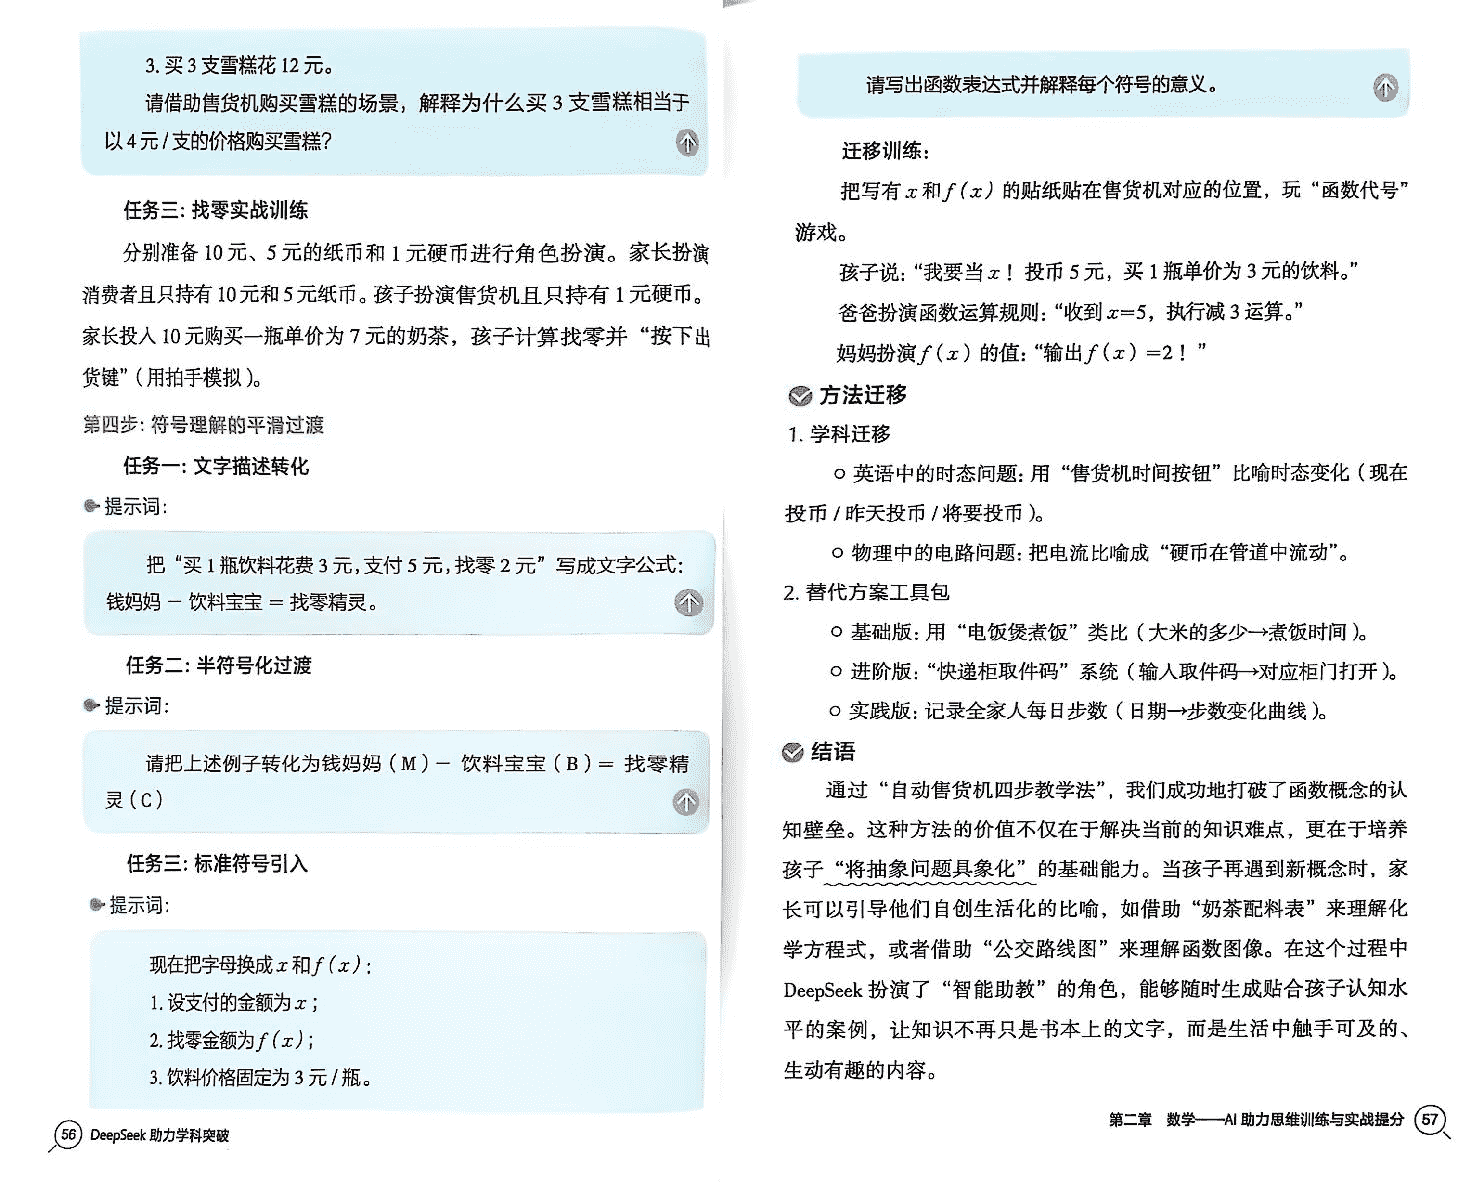 3. 买 3 支雪糕花 12 元。
请借助售货机购买雪糕的场景，解释为什么买 3 支雪糕相当于
以 4 元 / 支的价格购买雪糕？
任务三：找零实战训练
分别准备 10 元、5 元的纸币和 1 元硬币进行角色扮演。家长扮演
消费者且只持有 10 元和 5 元纸币。孩子扮演售货机且只持有 1 元硬币。
家长投入 10 元购买一瓶单价为 7 元的奶茶，孩子计算找零并“按下出
货键”（用拍手模拟）。
第四步：符号理解的平滑过渡
任务一：文字描述转化
提示词：
把“买 1 瓶饮料花费 3 元，支付 5 元，找零 2 元”写成文字公式：
钱妈妈 － 饮料宝宝 ＝ 找零精灵。
任务二：半符号化过渡
提示词：
请把上述例子转化为钱妈妈（M）－ 饮料宝宝（B）＝ 找零精
灵（C）
任务三：标准符号引入
提示词：
现在把字母换成 x 和 f（x）：
1. 设支付的金额为 x；
2. 找零金额为 f（x）；
3. 饮料价格固定为 3 元 / 瓶。
56 DeepSeek 助力学科突破
请写出函数表达式并解释每个符号的意义。
迁移训练：
把写有 x 和 f（x）的贴纸贴在售货机对应的位置，玩“函数代号”
游戏。
孩子说：“我要当 x！投币 5 元，买 1 瓶单价为 3 元的饮料。”
爸爸扮演函数运算规则：“收到 x=5，执行减 3 运算。”
妈妈扮演 f（x）的值：“输出 f（x）=2！”
方法迁移
1. 学科迁移
○ 英语中的时态问题：用“售货机时间按钮”比喻时态变化（现在
投币 / 昨天投币 / 将要投币）。
○ 物理中的电路问题：把电流比喻成“硬币在管道中流动”。
2. 替代方案工具包
○ 基础版：用“电饭煲煮饭”类比（大米的多少→煮饭时间）。
○ 进阶版：“快递柜取件码”系统（输入取件码→对应柜门打开）。
○ 实践版：记录全家人每日步数（日期→步数变化曲线）。
结语
通过“自动售货机四步教学法”，我们成功地打破了函数概念的认
知壁垒。这种方法的价值不仅在于解决当前的知识难点，更在于培养
孩子“将抽象问题具象化”的基础能力。当孩子再遇到新概念时，家
长可以引导他们自创生活化的比喻，如借助“奶茶配料表”来理解化
学方程式，或者借助“公交路线图”来理解函数图像。在这个过程中
DeepSeek 扮演了“智能助教”的角色，能够随时生成贴合孩子认知水
平的案例，让知识不再只是书本上的文字，而是生活中触手可及的、
生动有趣的内容。
第二章 数学——AI 助力思维训练与实战提分 57